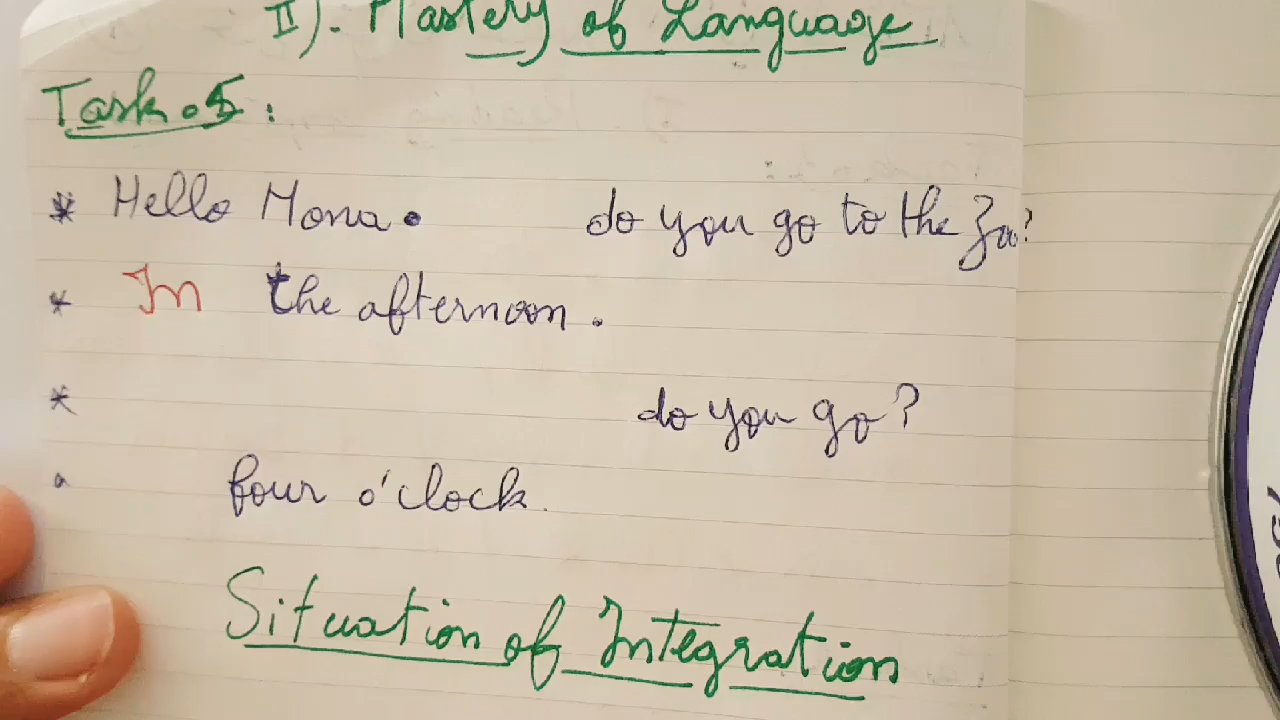 II). Mastery of Language
Task.5:
* Hello Mona. do you go to the Zoo?
* In the afternoon.
* do you go?
four o'clock.
Situation of Integration